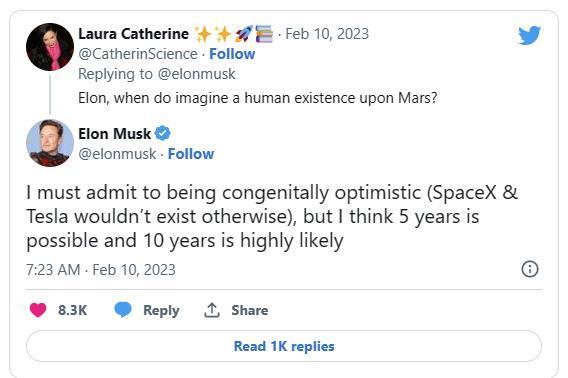 Laura Catherine ✨✨🚀📚 · Feb 10, 2023
@CatherinScience · Follow
Replying to @elonmusk
Elon, when do imagine a human existence upon Mars?
Elon Musk
@elonmusk · Follow
I must admit to being congenitally optimistic (SpaceX &
Tesla wouldn’t exist otherwise), but I think 5 years is
possible and 10 years is highly likely
7:23 AM · Feb 10, 2023
8.3K Reply Share
Read 1K replies